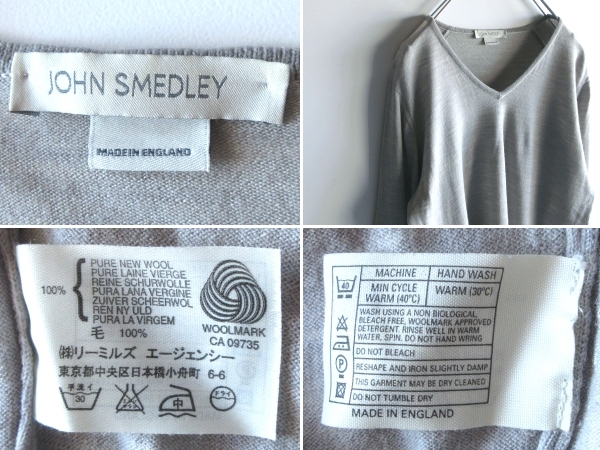 JOHN SMEDLEY
MADE IN ENGLAND
JOHN SMEDLEY
100%
PURE NEW WOOL
PURE LAINE VIERGE
REINE SCHURWOLLE
PURA LANA VERGINE
ZUIVER SCHEERWOL
REN NY ULD
PURA LA VIRGEM
毛 100%
WOOLMARK
CA 09735
㈱リーミルズ エージェンシー
東京都中央区日本橋小舟町 6-6
手洗イ
30
中
ドライ
40
MACHINE
HAND WASH
MIN CYCLE
WARM (40°C)
WARM (30°C)
WASH USING A NON BIOLOGICAL,
BLEACH FREE, WOOLMARK APPROVED
DETERGENT. RINSE WELL IN WARM
WATER, SPIN. DO NOT HAND WRING
DO NOT BLEACH
RESHAPE AND IRON SLIGHTLY DAMP
P
THIS GARMENT MAY BE DRY CLEANED
DO NOT TUMBLE DRY
MADE IN ENGLAND